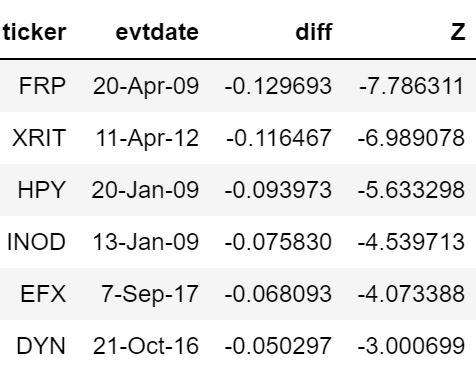 ticker evtdate diff Z
FRP 20-Apr-09 -0.129693 -7.786311
XRIT 11-Apr-12 -0.116467 -6.989078
HPY 20-Jan-09 -0.093973 -5.633298
INOD 13-Jan-09 -0.075830 -4.539713
EFX 7-Sep-17 -0.068093 -4.073388
DYN 21-Oct-16 -0.050297 -3.000699